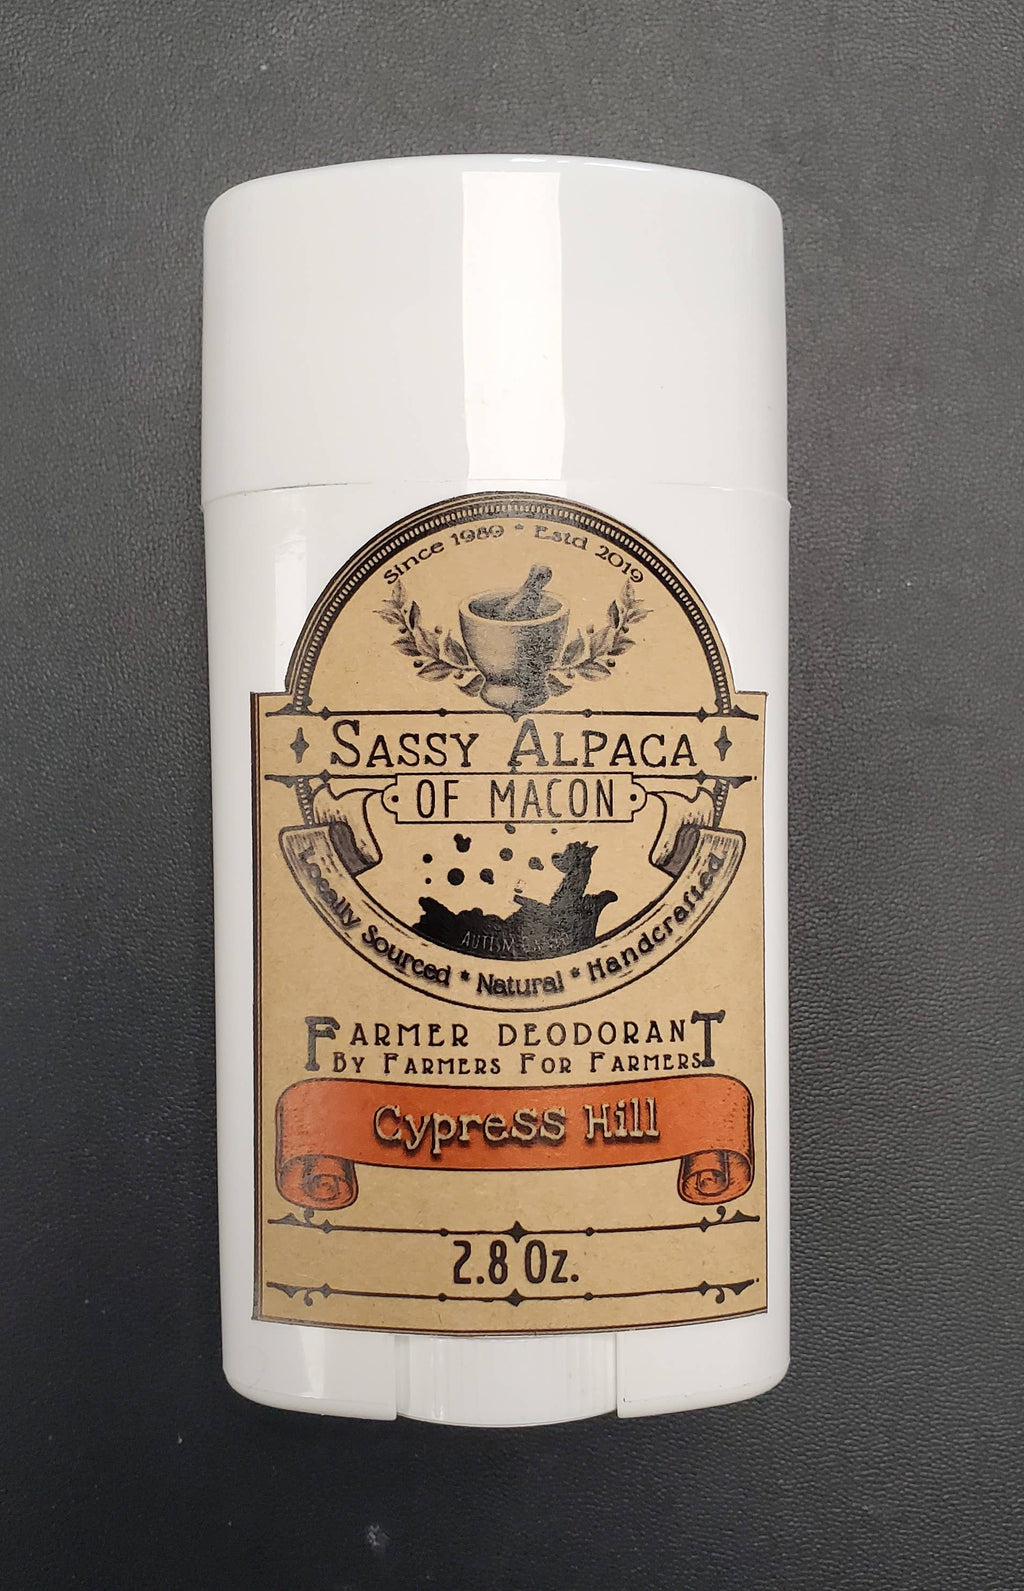 Since 1989 * Estd 2019
SASSY ALPACA
OF MACON
Locally Sourced * Natural * Handcrafted
FARMER DEODORANT
BY FARMERS FOR FARMERS
Cypress Hill
2.8 Oz.